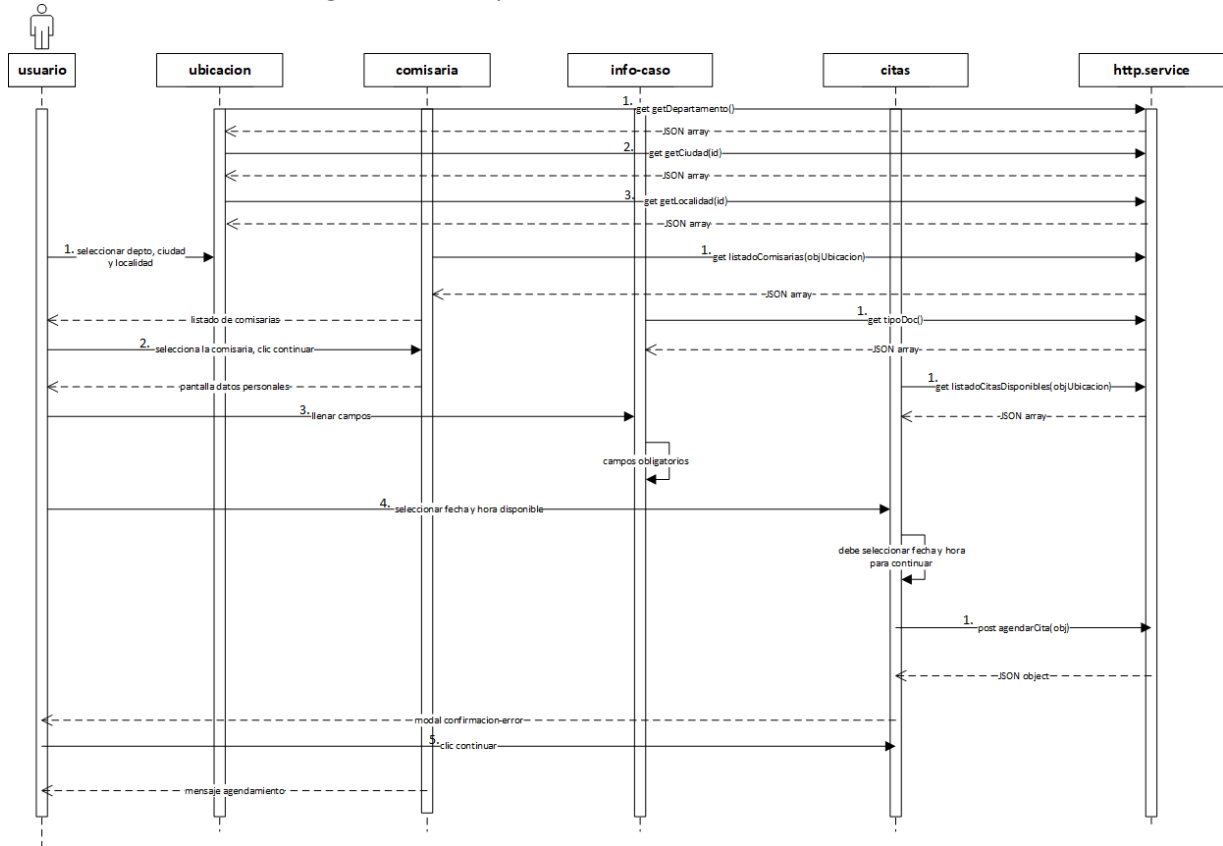 usuario
ubicacion
comisaria
info-caso
citas
http.service
1. get getDepartamento()
JSON array
2. get getCiudad(id)
JSON array
3. get getLocalidad(id)
JSON array
1. seleccionar depto, ciudad
y localidad
1. get listadoComisarias(objUbicacion)
JSON array
listado de comisarias
1. get tipoDoc()
2. selecciona la comisaria, clic continuar
JSON array
pantalla datos personales
1. get listadoCitasDisponibles(objUbicacion)
3. llenar campos
JSON array
campos obligatorios
4. seleccionar fecha y hora disponible
debe seleccionar fecha y hora
para continuar
1. post agendarCita(obj)
JSON object
modal confirmacion-error
5. clic continuar
mensaje agendamiento